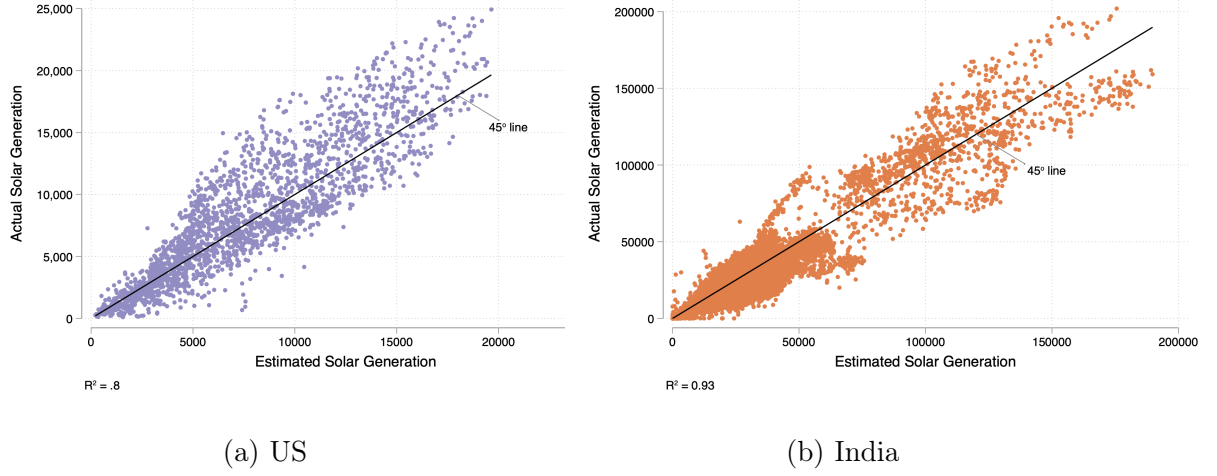 25,000
20,000
15,000
10,000
5,000
0
Actual Solar Generation
45° line
0 5000 10000 15000 20000
Estimated Solar Generation
R² = .8
(a) US
200000
150000
100000
50000
0
Actual Solar Generation
45° line
0 50000 100000 150000 200000
Estimated Solar Generation
R² = 0.93
(b) India